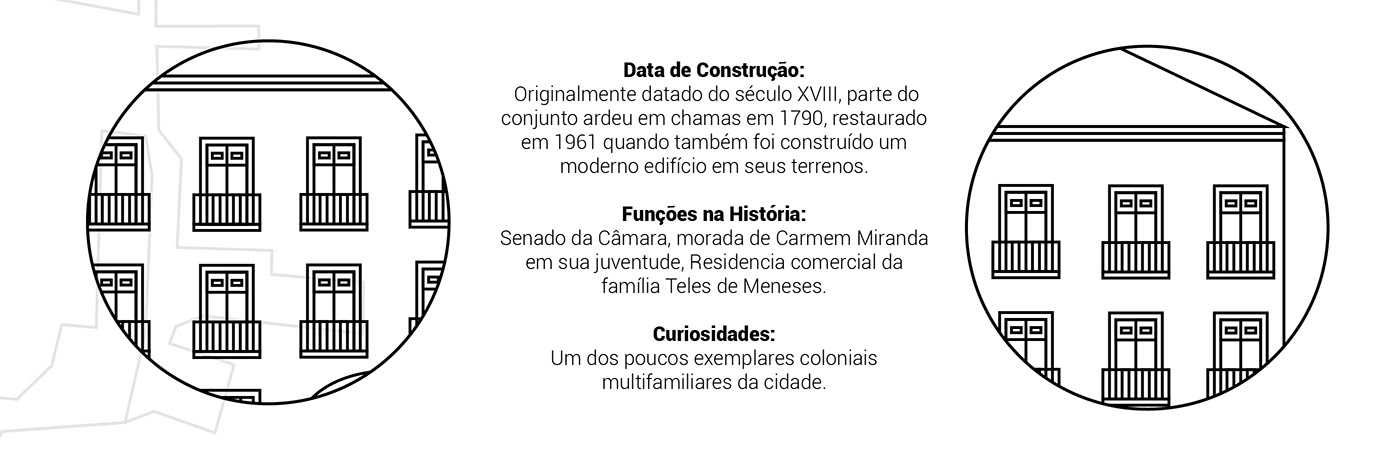 Data de Construção:
Originalmente datado do século XVIII, parte do
conjunto ardeu em chamas em 1790, restaurado
em 1961 quando também foi construído um
moderno edifício em seus terrenos.
Funções na História:
Senado da Câmara, morada de Carmem Miranda
em sua juventude, Residencia comercial da
família Teles de Meneses.
Curiosidades:
Um dos poucos exemplares coloniais
multifamiliares da cidade.